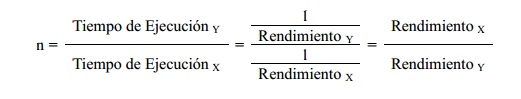 n = Tiempo de Ejecución Y / Tiempo de Ejecución X = (1 / Rendimiento Y) / (1 / Rendimiento X) = Rendimiento X / Rendimiento Y